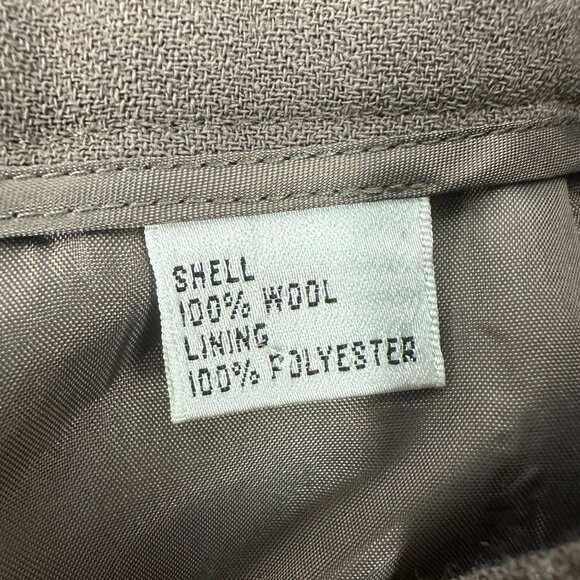 SHELL
100% WOOL
LINING
100% POLYESTER